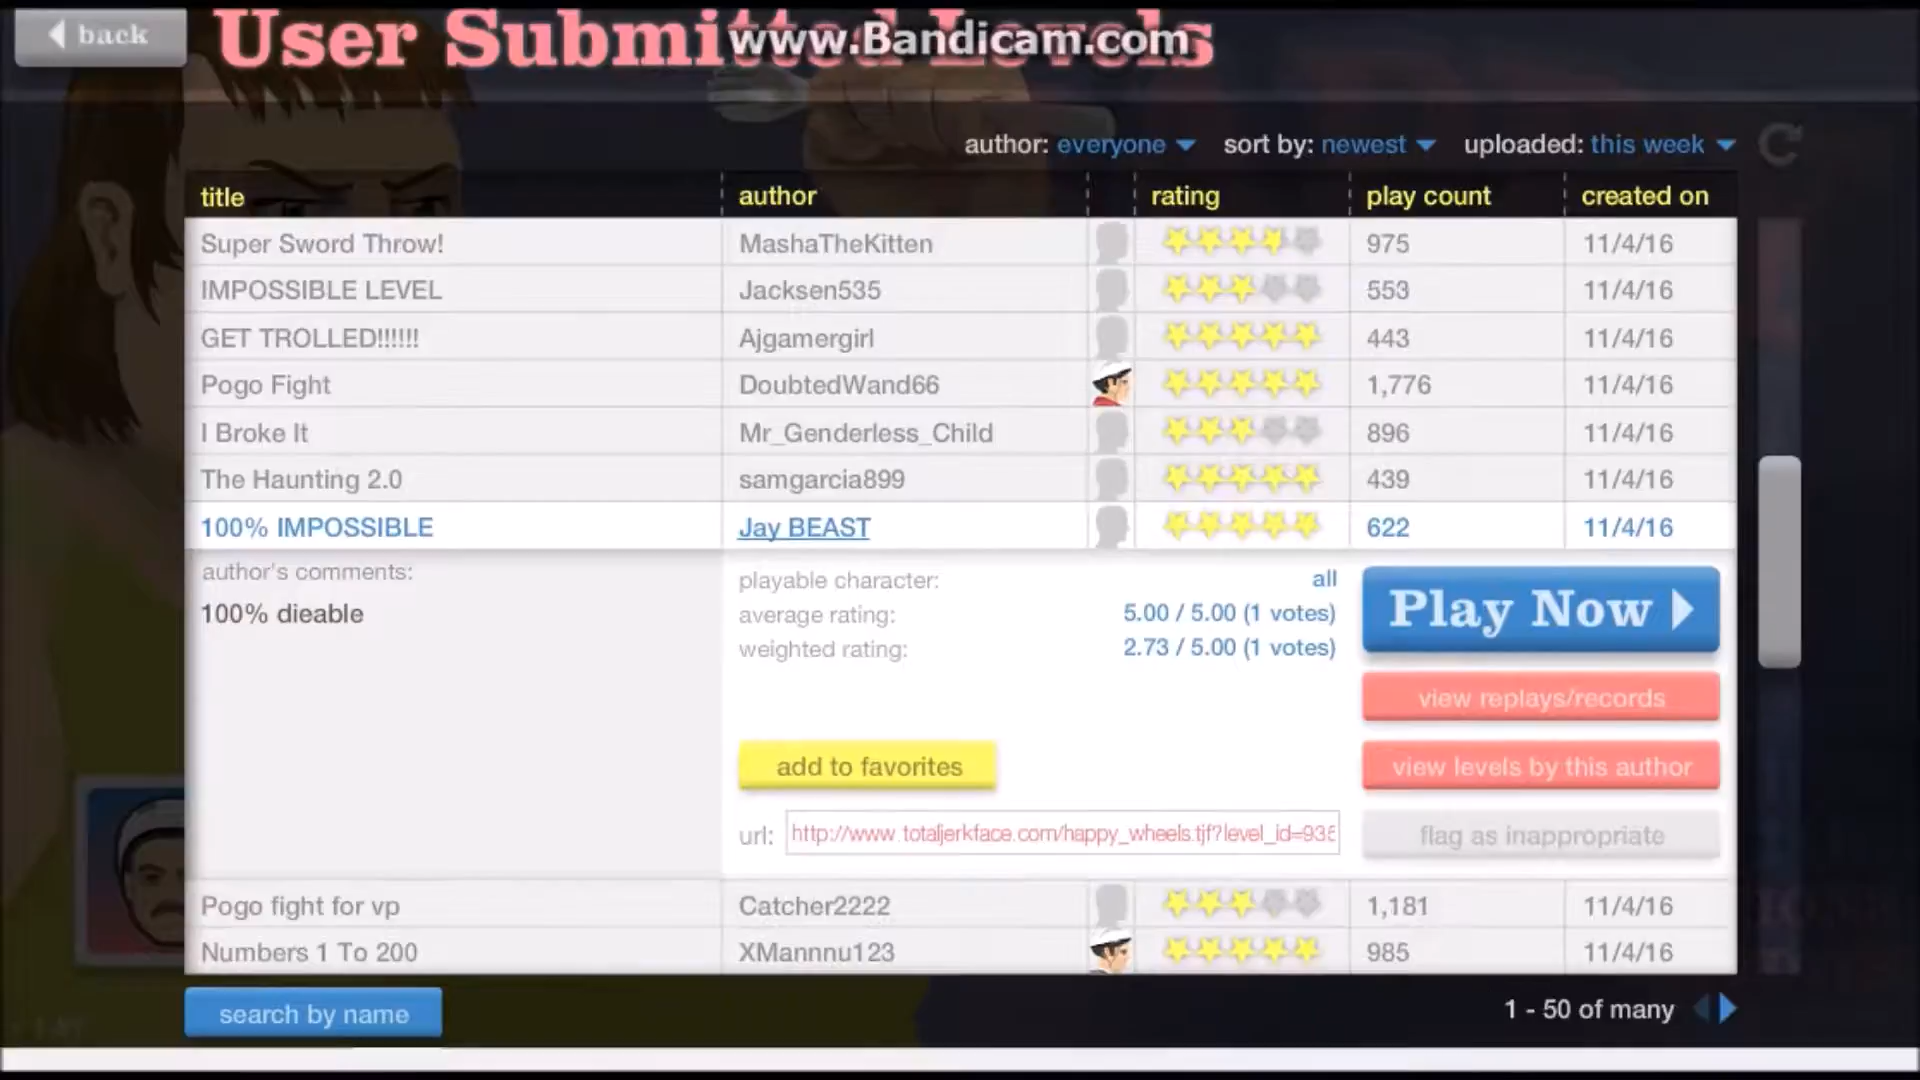 back
User Submitted Levels
www.Bandicam.com
author: everyone sort by: newest uploaded: this week
title author rating play count created on
Super Sword Throw! MashaTheKitten 975 11/4/16
IMPOSSIBLE LEVEL Jacksen535 553 11/4/16
GET TROLLED!!!!!! Ajgamergirl 443 11/4/16
Pogo Fight DoubtedWand66 1,776 11/4/16
I Broke It Mr_Genderless_Child 896 11/4/16
The Haunting 2.0 samgarcia899 439 11/4/16
100% IMPOSSIBLE Jay BEAST 622 11/4/16
author's comments:
100% dieable
playable character: all
average rating: 5.00 / 5.00 (1 votes)
weighted rating: 2.73 / 5.00 (1 votes)
Play Now
view replays/records
add to favorites
view levels by this author
url: http://www.totaljerkface.com/happy_wheels.tjf?level_id=935
flag as inappropriate
Pogo fight for vp Catcher2222 1,181 11/4/16
Numbers 1 To 200 XMannnu123 985 11/4/16
search by name
1 - 50 of many